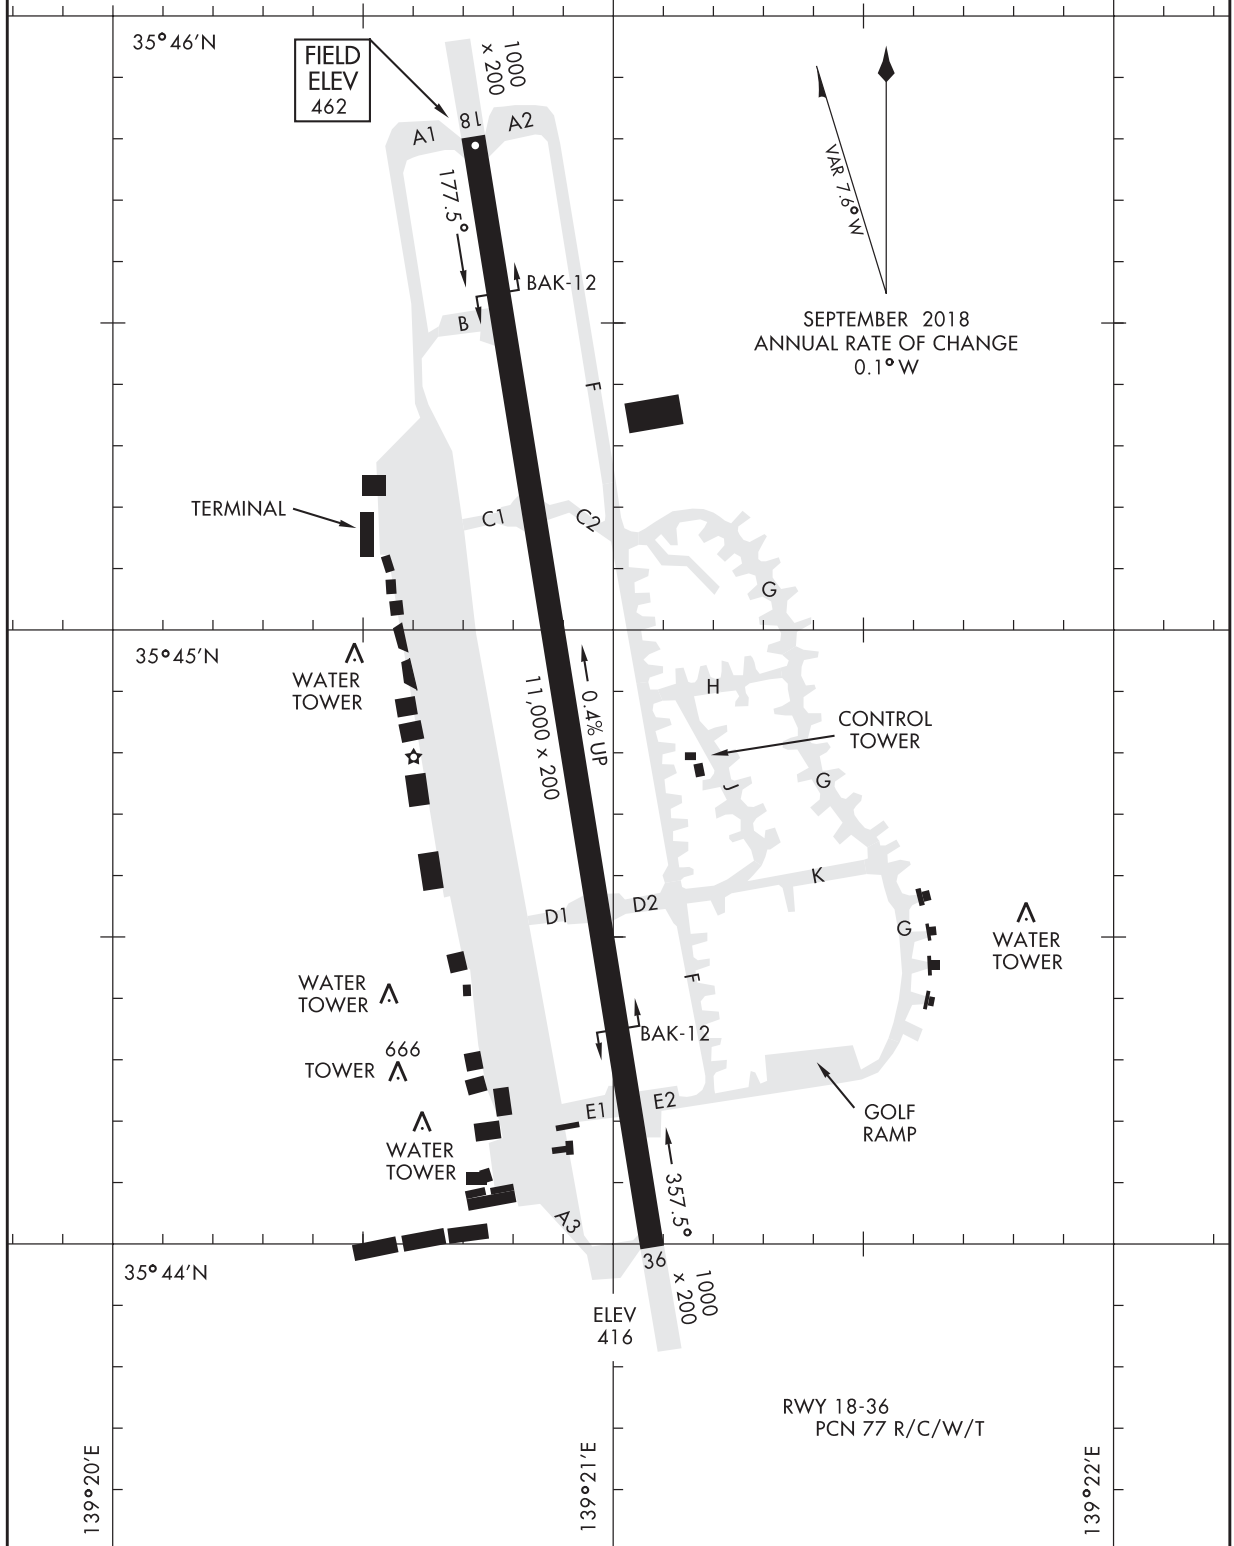 35°46'N
FIELD
ELEV
462
1000
x 200
A1
18
A2
177.5°
VAR 7.6°W
BAK-12
B
SEPTEMBER 2018
ANNUAL RATE OF CHANGE
0.1° W
F
TERMINAL
C1
C2
G
35°45'N
WATER
TOWER
H
11,000 x 200
0.4% UP
CONTROL
TOWER
J
G
K
D1
D2
G
WATER
TOWER
WATER
TOWER
F
BAK-12
666
TOWER
E1
E2
GOLF
RAMP
WATER
TOWER
357.5°
A3
36
35°44'N
1000
x 200
ELEV
416
RWY 18-36
PCN 77 R/C/W/T
139°20'E
139°21'E
139°22'E